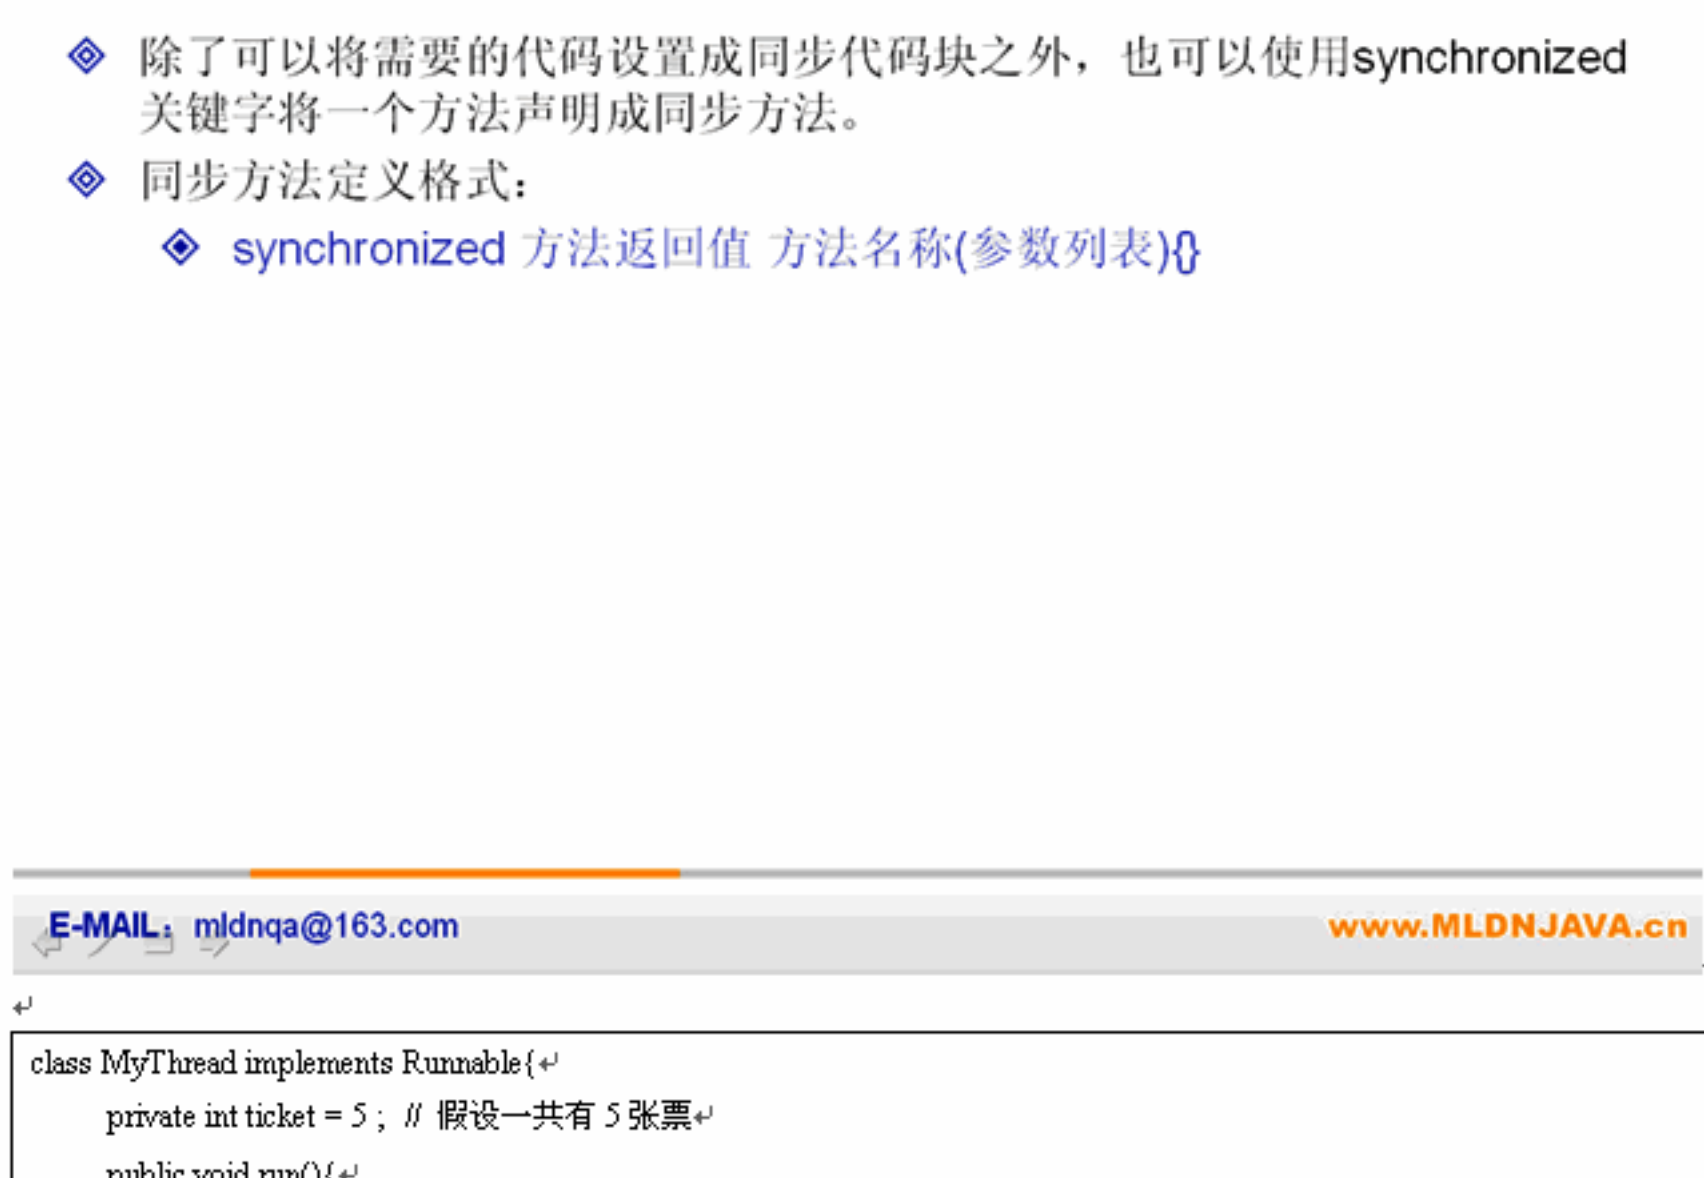 除了可以将需要的代码设置成同步代码块之外，也可以使用synchronized
关键字将一个方法声明成同步方法。
同步方法定义格式：
synchronized 方法返回值 方法名称(参数列表){}
E-MAIL：mldnqa@163.com
www.MLDNJAVA.cn
class MyThread implements Runnable{
private int ticket = 5 ; // 假设一共有 5 张票
public void run(){